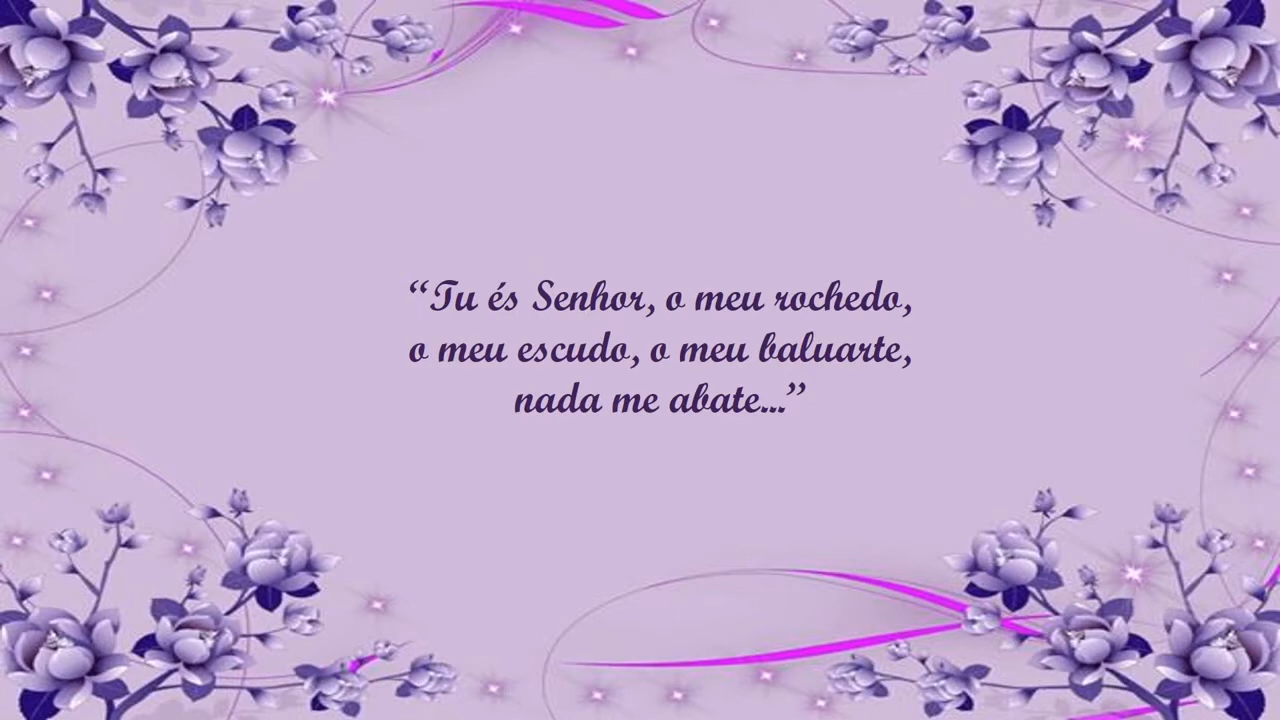 “Tu és Senhor, o meu rochedo,
o meu escudo, o meu baluarte,
nada me abate...”